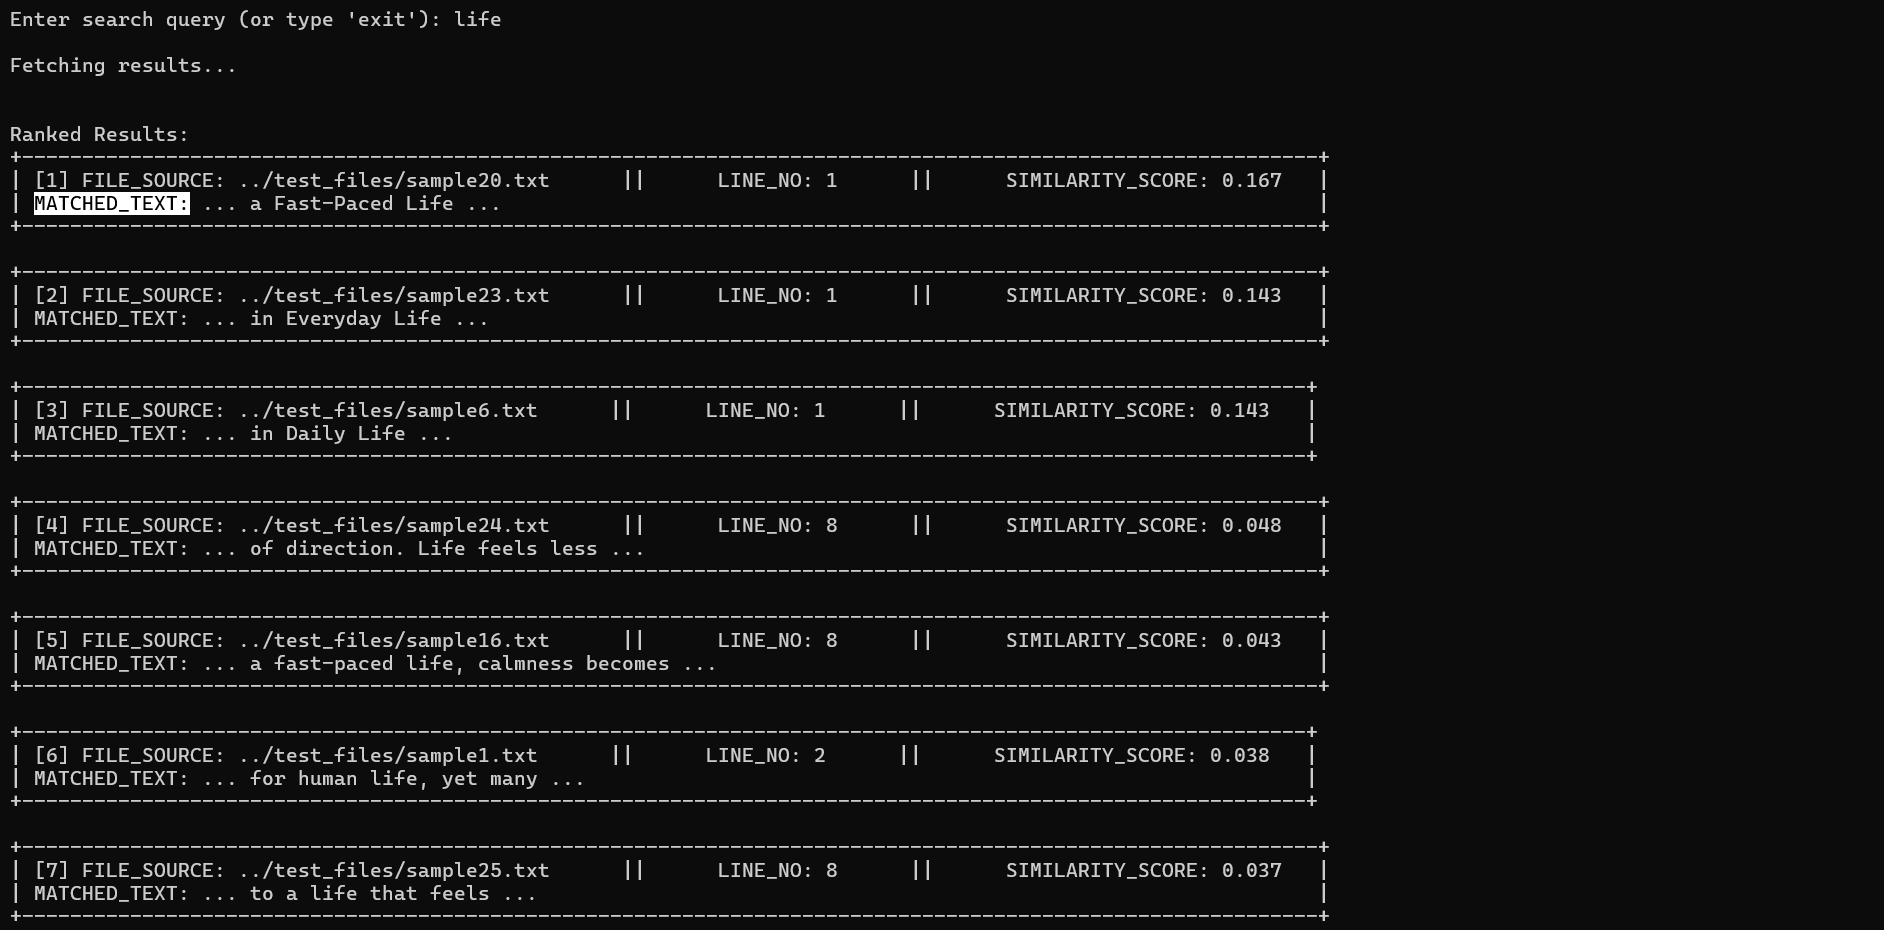 Enter search query (or type 'exit'): life
Fetching results...
Ranked Results:
+------------------------------------------------------------------------------------------------------------+
| [1] FILE_SOURCE: ../test_files/sample20.txt      ||      LINE_NO: 1      ||      SIMILARITY_SCORE: 0.167   |
| MATCHED_TEXT: ... a Fast-Paced Life ...                                                                    |
+------------------------------------------------------------------------------------------------------------+
+------------------------------------------------------------------------------------------------------------+
| [2] FILE_SOURCE: ../test_files/sample23.txt      ||      LINE_NO: 1      ||      SIMILARITY_SCORE: 0.143   |
| MATCHED_TEXT: ... in Everyday Life ...                                                                     |
+------------------------------------------------------------------------------------------------------------+
+-----------------------------------------------------------------------------------------------------------+
| [3] FILE_SOURCE: ../test_files/sample6.txt      ||      LINE_NO: 1      ||      SIMILARITY_SCORE: 0.143   |
| MATCHED_TEXT: ... in Daily Life ...                                                                       |
+-----------------------------------------------------------------------------------------------------------+
+------------------------------------------------------------------------------------------------------------+
| [4] FILE_SOURCE: ../test_files/sample24.txt      ||      LINE_NO: 8      ||      SIMILARITY_SCORE: 0.048   |
| MATCHED_TEXT: ... of direction. Life feels less ...                                                        |
+------------------------------------------------------------------------------------------------------------+
+------------------------------------------------------------------------------------------------------------+
| [5] FILE_SOURCE: ../test_files/sample16.txt      ||      LINE_NO: 8      ||      SIMILARITY_SCORE: 0.043   |
| MATCHED_TEXT: ... a fast-paced life, calmness becomes ...                                                  |
+------------------------------------------------------------------------------------------------------------+
+-----------------------------------------------------------------------------------------------------------+
| [6] FILE_SOURCE: ../test_files/sample1.txt      ||      LINE_NO: 2      ||      SIMILARITY_SCORE: 0.038   |
| MATCHED_TEXT: ... for human life, yet many ...                                                            |
+-----------------------------------------------------------------------------------------------------------+
+------------------------------------------------------------------------------------------------------------+
| [7] FILE_SOURCE: ../test_files/sample25.txt      ||      LINE_NO: 8      ||      SIMILARITY_SCORE: 0.037   |
| MATCHED_TEXT: ... to a life that feels ...                                                                 |
+------------------------------------------------------------------------------------------------------------+